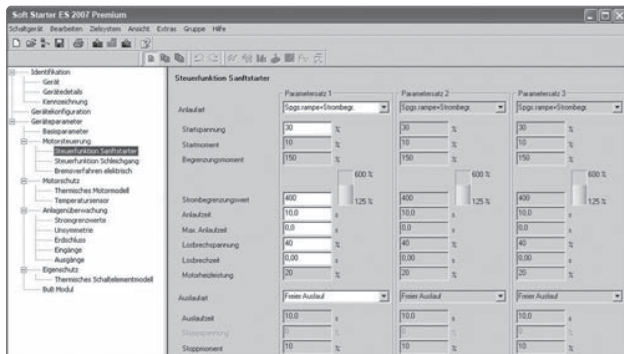 Soft Starter ES 2007 Premium
Schaltgerät Bearbeiten Zielsystem Ansicht Extras Gruppe Hilfe
Identifikation
Gerät
Gerätedetails
Kennzeichnung
Gerätekonfiguration
Geräteparameter
Basisparameter
Motorsteuerung
Steuerfunktion Sanftstarter
Steuerfunktion Schleichgang
Bremsverfahren elektrisch
Motorschutz
Thermisches Motormodell
Temperatursensor
Anlagenüberwachung
Stromgrenzwerte
Unsymmetrie
Erdschluss
Eingänge
Ausgänge
Eigenschutz
Thermisches Schaltelementmodell
Steuerfunktion Sanftstarter
Parametersatz 1 Parametersatz 2 Parametersatz 3
Anlaufart Spgs.rampe+Strombegr. Spgs.rampe+Strombegr. Spgs.rampe+Strombegr.
Startspannung 30 % 30 % 30 %
Startmoment 10 % 10 % 10 %
Begrenzungsmoment 150 % 150 % 150 %
600 % 600 % 600 %
125 % 125 % 125 %
Strombegrenzungswert 400 400 400
Anlaufzeit 10,0 s 10,0 s 10,0 s
Max. Anlaufzeit 0,0 s 0,0 s 0,0 s
Losbrechspannung 40 % 40 % 40 %
Losbrechzeit 0,00 s 0,00 s 0,00 s
Motorheizleistung 20 % 20 % 20 %
Auslaufart Freier Auslauf Freier Auslauf Freier Auslauf
Auslaufzeit 10,0 s 10,0 s 10,0 s
Stoppmoment 10 % 10 % 10 %